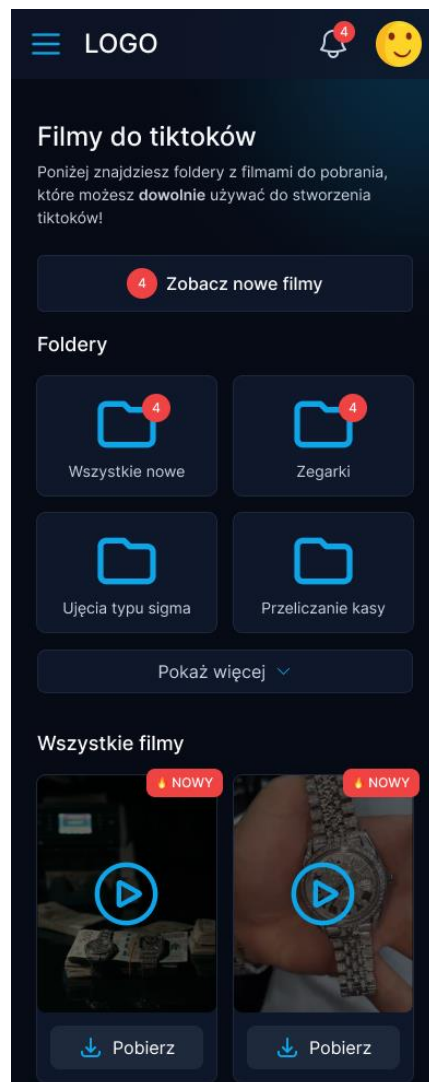 LOGO
4
Filmy do tiktoków
Poniżej znajdziesz foldery z filmami do pobrania,
które możesz dowolnie używać do stworzenia
tiktoków!
4 Zobacz nowe filmy
Foldery
4
Wszystkie nowe
4
Zegarki
Ujęcia typu sigma
Przeliczanie kasy
Pokaż więcej
Wszystkie filmy
NOWY
NOWY
Pobierz
Pobierz